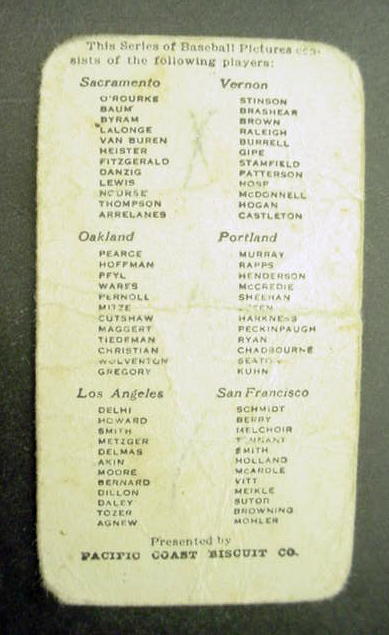 This Series of Baseball Pictures con-
sists of the following players:
Sacramento
O'ROURKE
BAUM
BYRAM
LALONGE
VAN BUREN
HEISTER
FITZGERALD
DANZIG
LEWIS
NOURSE
THOMPSON
ARRELANES
Vernon
STINSON
BRASHEAR
BROWN
RALEIGH
BURRELL
GIPE
STAMFIELD
PATTERSON
HOSP
McDONNELL
HOGAN
CASTLETON
Oakland
PEARCE
HOFFMAN
PFYL
WARES
PERNOLL
MITZE
CUTSHAW
MAGGERT
TIEDEMAN
CHRISTIAN
WOLVERTON
GREGORY
Portland
MURRAY
RAPPS
HENDERSON
McCREDIE
SHEEHAN
HARKNESS
PECKINPAUGH
RYAN
CHADBOURNE
KUHN
Los Angeles
DELHI
HOWARD
SMITH
METZGER
DELMAS
AKIN
MOORE
BERNARD
DILLON
DALEY
TOZER
AGNEW
San Francisco
SCHMIDT
BERRY
MELCHOIR
TENNANT
SMITH
HOLLAND
McARDLE
VITT
MEIKLE
SUTOR
BROWNING
MOHLER
Presented by
PACIFIC COAST BISCUIT CO.